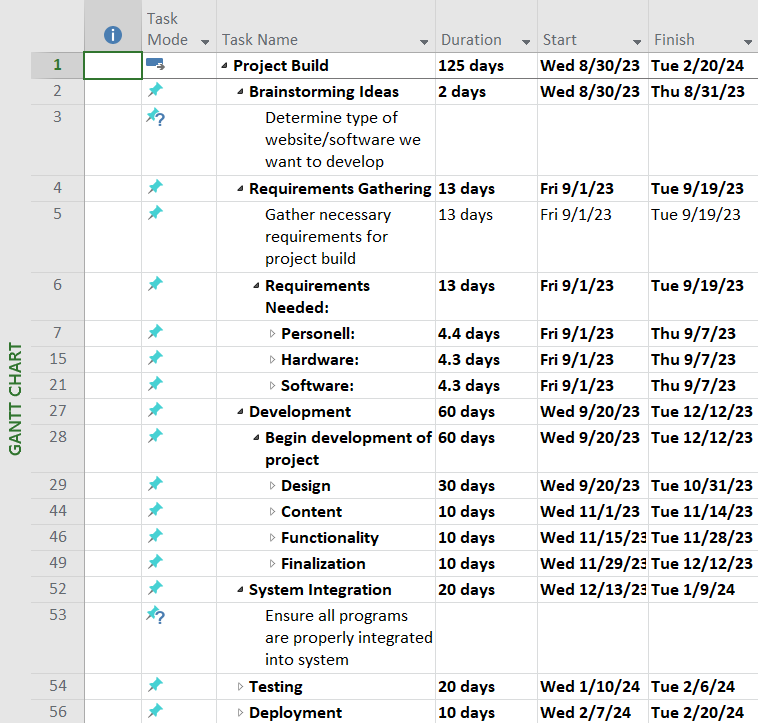 Task
Mode Task Name Duration Start Finish
1 Project Build 125 days Wed 8/30/23 Tue 2/20/24
2 Brainstorming Ideas 2 days Wed 8/30/23 Thu 8/31/23
3 Determine type of
website/software we
want to develop
4 Requirements Gathering 13 days Fri 9/1/23 Tue 9/19/23
5 Gather necessary 13 days Fri 9/1/23 Tue 9/19/23
requirements for
project build
6 Requirements 13 days Fri 9/1/23 Tue 9/19/23
Needed:
7 Personell: 4.4 days Fri 9/1/23 Thu 9/7/23
15 Hardware: 4.3 days Fri 9/1/23 Thu 9/7/23
21 Software: 4.3 days Fri 9/1/23 Thu 9/7/23
27 Development 60 days Wed 9/20/23 Tue 12/12/23
28 Begin development of 60 days Wed 9/20/23 Tue 12/12/23
project
29 Design 30 days Wed 9/20/23 Tue 10/31/23
44 Content 10 days Wed 11/1/23 Tue 11/14/23
46 Functionality 10 days Wed 11/15/23 Tue 11/28/23
49 Finalization 10 days Wed 11/29/23 Tue 12/12/23
52 System Integration 20 days Wed 12/13/23 Tue 1/9/24
53 Ensure all programs
are properly integrated
into system
54 Testing 20 days Wed 1/10/24 Tue 2/6/24
56 Deployment 10 days Wed 2/7/24 Tue 2/20/24
GANTT CHART